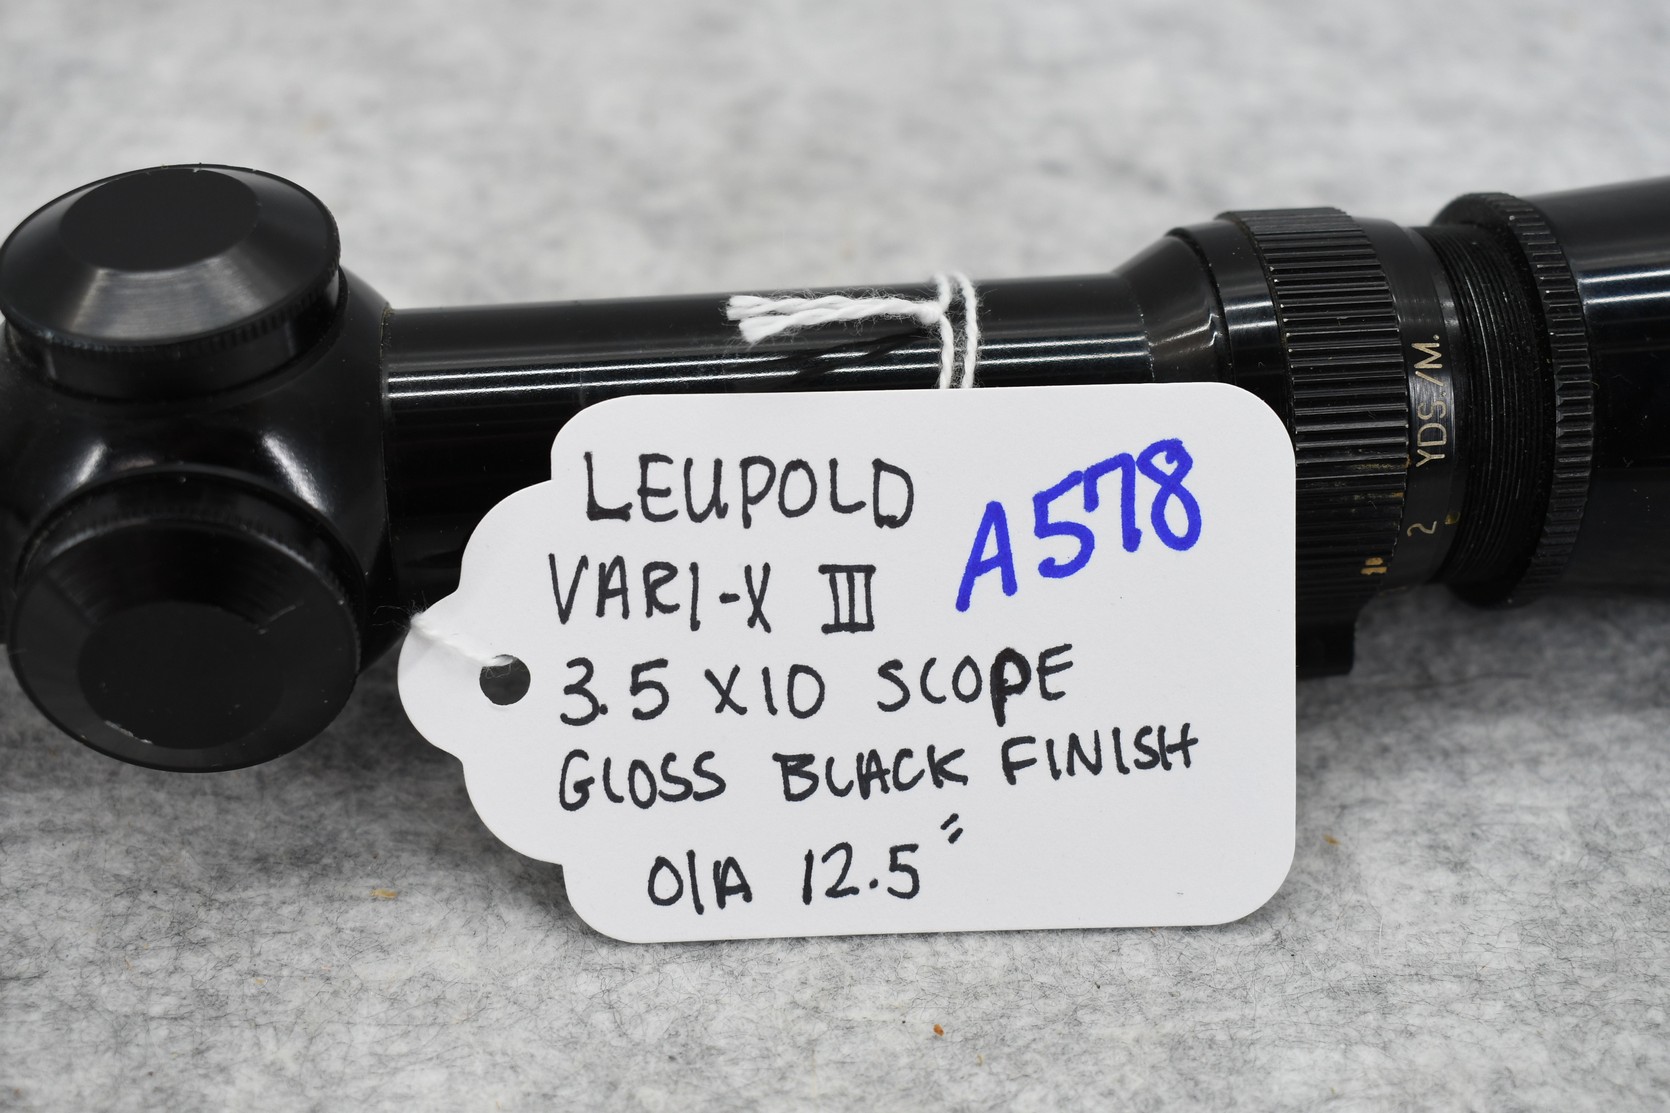 LEUPOLD
A578
VARI-X III
3.5 X10 SCOPE
GLOSS BLACK FINISH
O/A 12.5"
YDS./M.
2